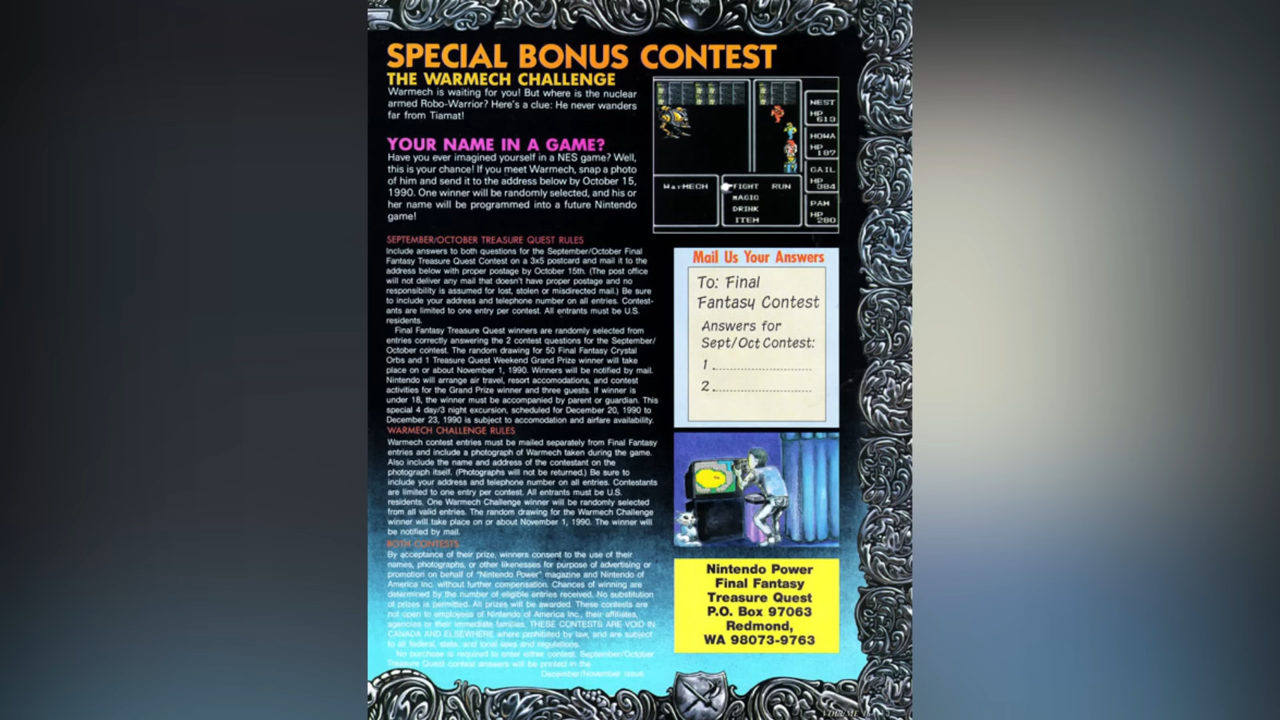 SPECIAL BONUS CONTEST
THE WARMECH CHALLENGE
Warmech is waiting for you! But where is the nuclear
armed Robo-Warrior? Here's a clue: He never wanders
far from Tiamat!
YOUR NAME IN A GAME?
Have you ever imagined yourself in a NES game? Well,
this is your chance! If you meet Warmech, snap a photo
of him and send it to the address below by October 15,
1990. One winner will be randomly selected, and his or
her name will be programmed into a future Nintendo
game!
NEST
HP
613
HOWA
HP
187
GAIL
HP
384
PAM
HP
280
WarMECH
FIGHT RUN
MAGIC
DRINK
ITEM
SEPTEMBER/OCTOBER TREASURE QUEST RULES
Include answers to both questions for the September/October Final
Fantasy Treasure Quest Contest on a 3x5 postcard and mail it to the
address below with proper postage by October 15th. (The post office
will not deliver any mail that doesn't have proper postage and no
responsibility is assumed for lost, stolen or misdirected mail.) Be sure
to include your address and telephone number on all entries. Contest-
ants are limited to one entry per contest. All entrants must be U.S.
residents.
Final Fantasy Treasure Quest winners are randomly selected from
entries correctly answering the 2 contest questions for the September/
October contest. The random drawing for 50 Final Fantasy Crystal
Orbs and 1 Treasure Quest Weekend Grand Prize winner will take
place on or about November 1, 1990. Winners will be notified by mail.
Nintendo will arrange air travel, resort accomodations, and contest
activities for the Grand Prize winner and three guests. If winner is
under 18, the winner must be accompanied by parent or guardian. This
special 4 day/3 night excursion, scheduled for December 20, 1990 to
December 23, 1990 is subject to accomodation and airfare availability.
WARMECH CHALLENGE RULES
Warmech contest entries must be mailed separately from Final Fantasy
entries and include a photograph of Warmech taken during the game.
Also include the name and address of the contestant on the
photograph itself. (Photographs will not be returned.) Be sure to
include your address and telephone number on all entries. Contestants
are limited to one entry per contest. All entrants must be U.S.
residents. One Warmech Challenge winner will be randomly selected
from all valid entries. The random drawing for the Warmech Challenge
winner will take place on or about November 1, 1990. The winner will
be notified by mail.
BOTH CONTESTS
By acceptance of their prize, winners consent to the use of their
names, photographs, or other likenesses for purpose of advertising or
promotion on behalf of "Nintendo Power" magazine and Nintendo of
America Inc. without further compensation. Chances of winning are
determined by the number of eligible entries received. No substitution
of prizes is permitted. All prizes will be awarded. These contests are
not open to employees of Nintendo of America Inc., their affiliates,
agencies or their immediate families. THESE CONTESTS ARE VOID IN
CANADA AND ELSEWHERE where prohibited by law, and are subject
to all federal, state, and local laws and regulations.
No purchase is required to enter either contest. September/October
Treasure Quest contest answers will be printed in the
December/November issue.
Mail Us Your Answers
To: Final
Fantasy Contest
Answers for
Sept/Oct Contest:
1
2
Nintendo Power
Final Fantasy
Treasure Quest
P.O. Box 97063
Redmond,
WA 98073-9763
VOLUME